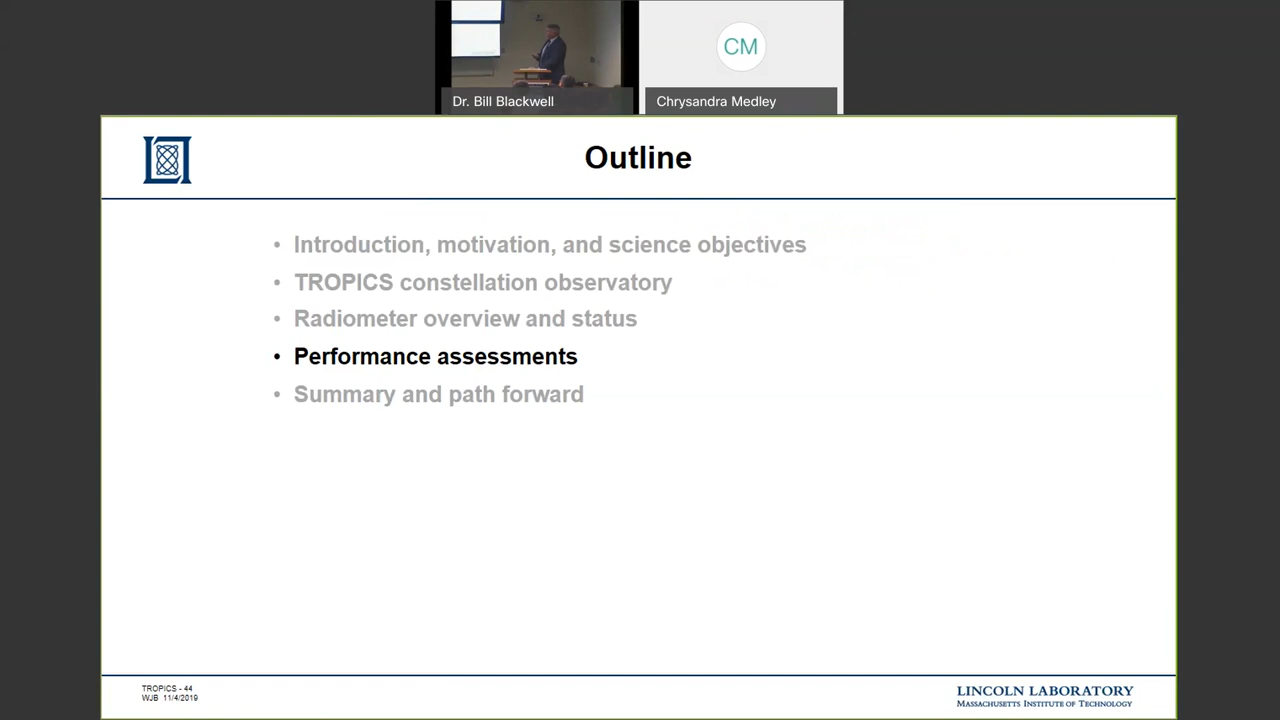 CM
Dr. Bill Blackwell
Chrysandra Medley
Outline
• Introduction, motivation, and science objectives
• TROPICS constellation observatory
• Radiometer overview and status
• Performance assessments
• Summary and path forward
TROPICS - 44
WJB 11/4/2019
LINCOLN LABORATORY
MASSACHUSETTS INSTITUTE OF TECHNOLOGY